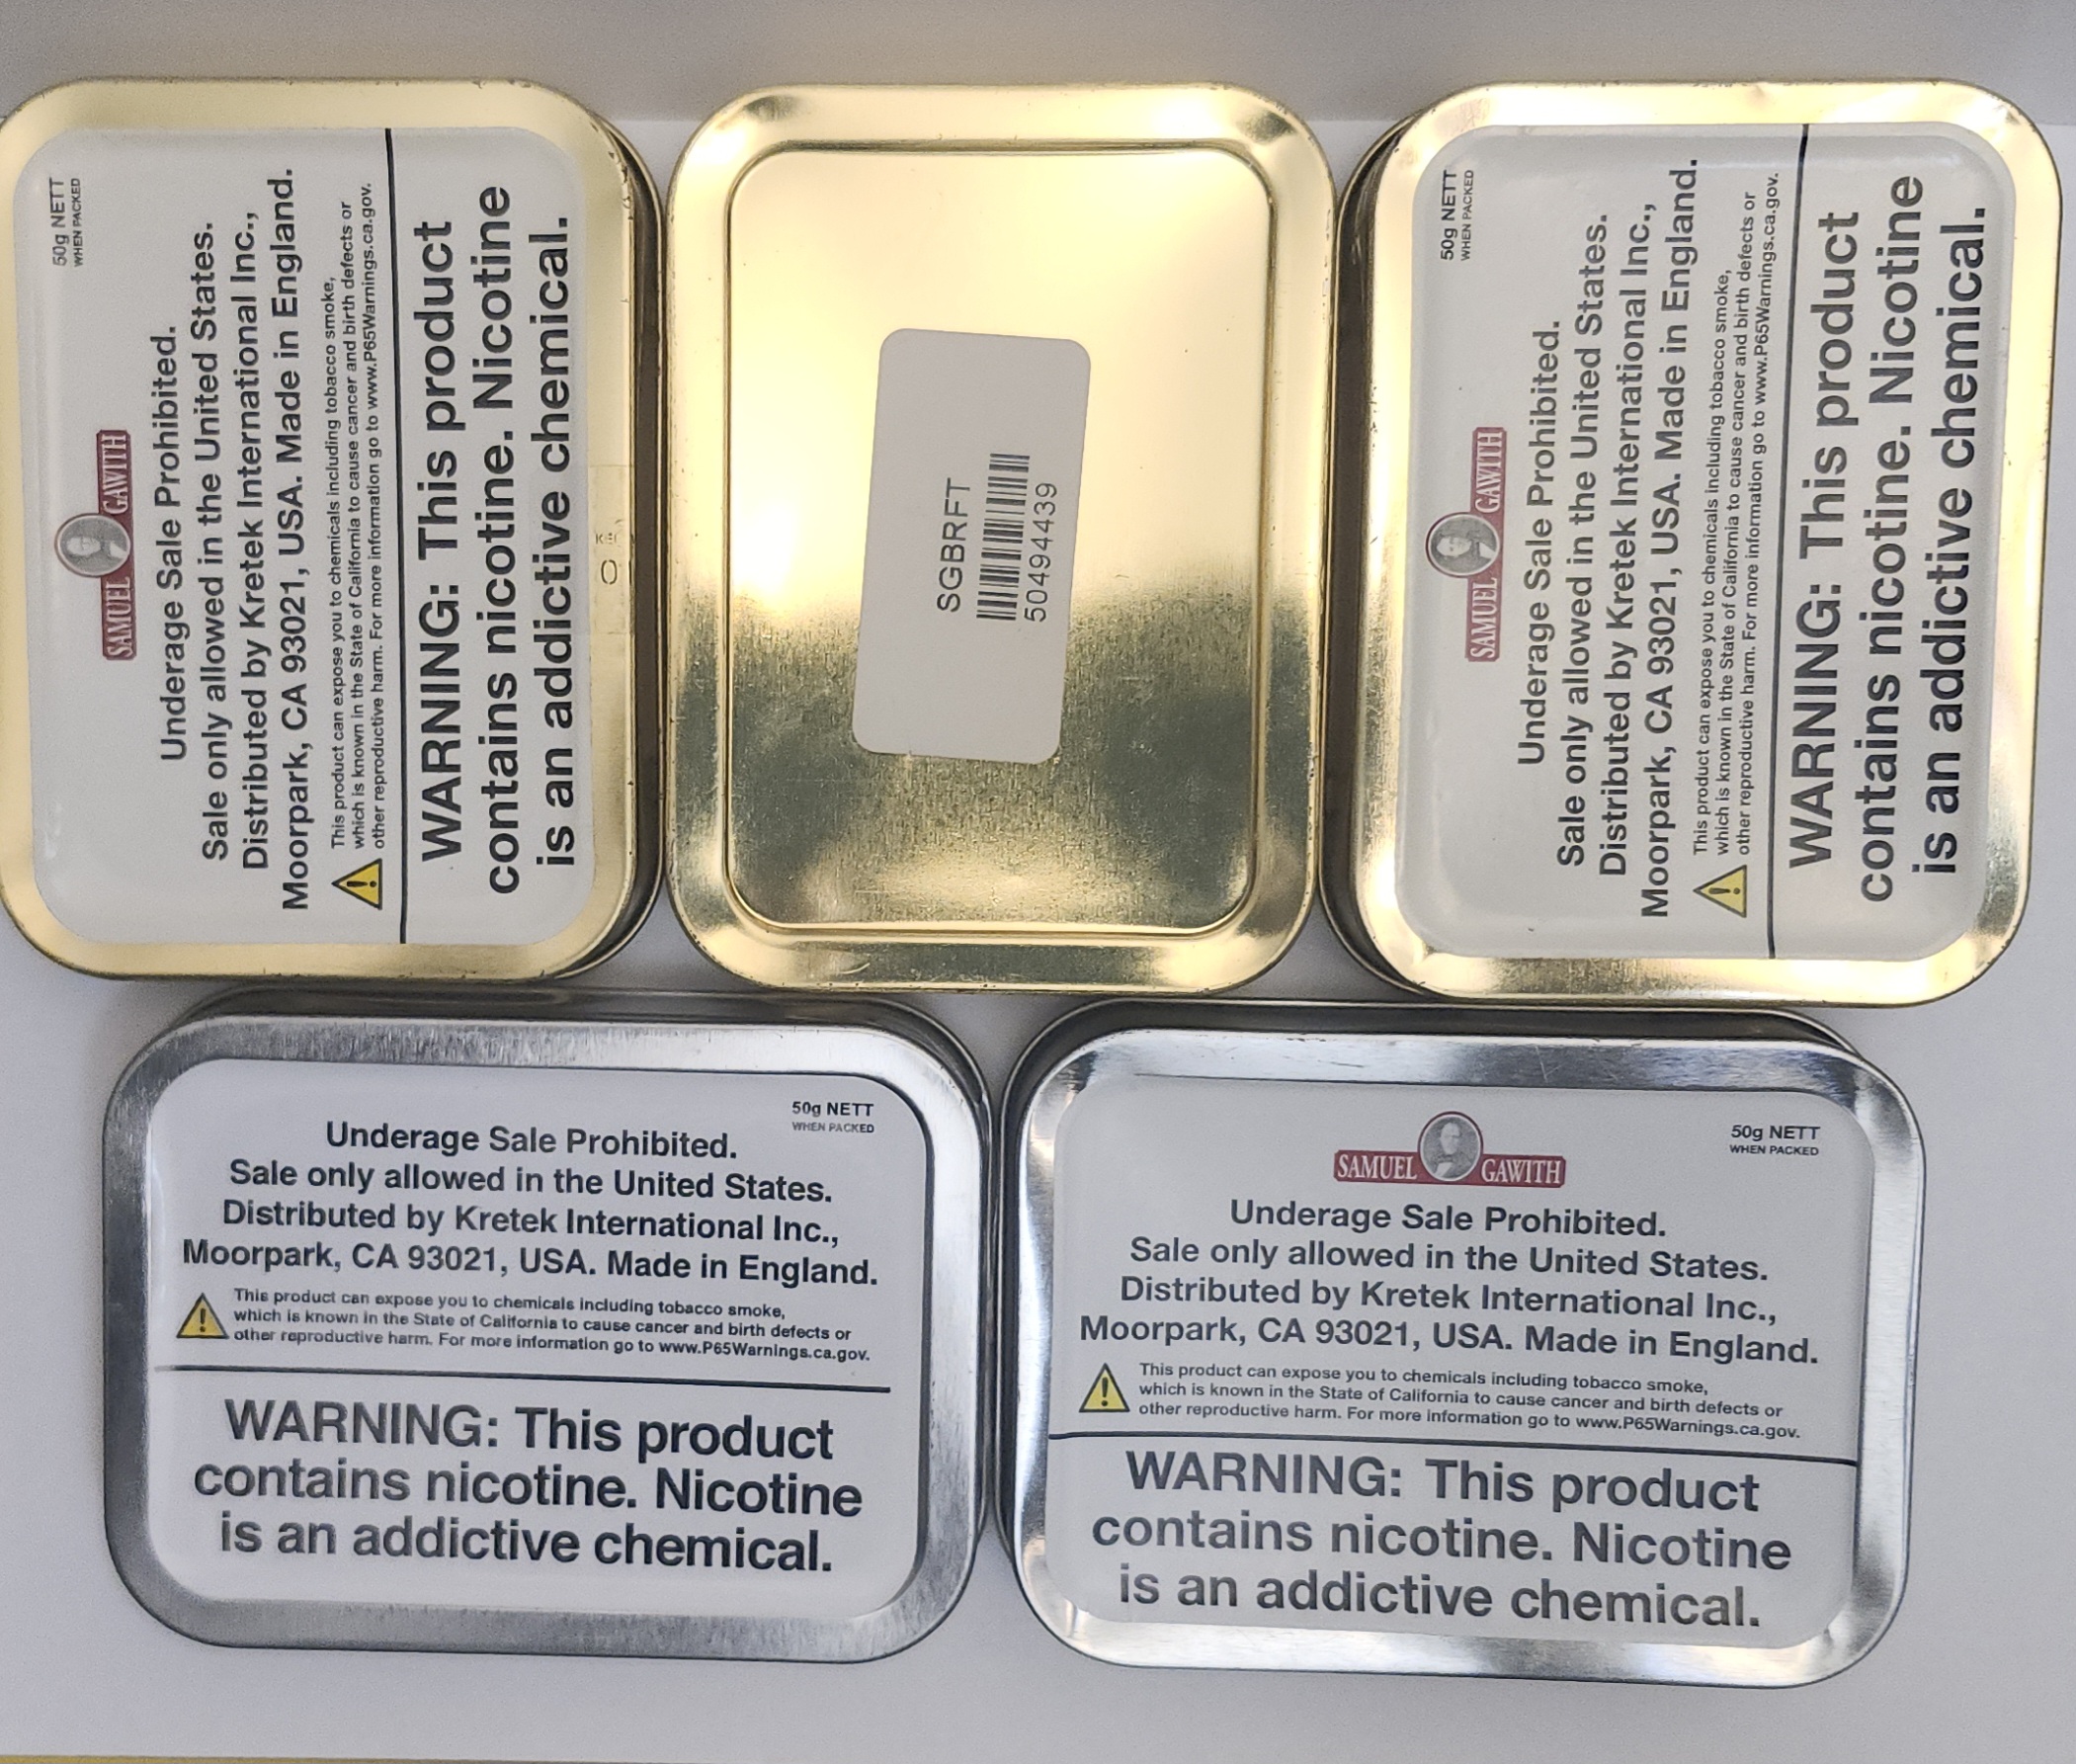 50g NETT
WHEN PACKED
SAMUEL GAWITH
Underage Sale Prohibited.
Sale only allowed in the United States.
Distributed by Kretek International Inc.,
Moorpark, CA 93021, USA. Made in England.
This product can expose you to chemicals including tobacco smoke,
which is known in the State of California to cause cancer and birth defects or
other reproductive harm. For more information go to www.P65Warnings.ca.gov.
WARNING: This product
contains nicotine. Nicotine
is an addictive chemical.
SGBRFT
50494439
50g NETT
WHEN PACKED
SAMUEL GAWITH
Underage Sale Prohibited.
Sale only allowed in the United States.
Distributed by Kretek International Inc.,
Moorpark, CA 93021, USA. Made in England.
This product can expose you to chemicals including tobacco smoke,
which is known in the State of California to cause cancer and birth defects or
other reproductive harm. For more information go to www.P65Warnings.ca.gov.
WARNING: This product
contains nicotine. Nicotine
is an addictive chemical.
50g NETT
WHEN PACKED
Underage Sale Prohibited.
Sale only allowed in the United States.
Distributed by Kretek International Inc.,
Moorpark, CA 93021, USA. Made in England.
This product can expose you to chemicals including tobacco smoke,
which is known in the State of California to cause cancer and birth defects or
other reproductive harm. For more information go to www.P65Warnings.ca.gov.
WARNING: This product
contains nicotine. Nicotine
is an addictive chemical.
50g NETT
WHEN PACKED
SAMUEL GAWITH
Underage Sale Prohibited.
Sale only allowed in the United States.
Distributed by Kretek International Inc.,
Moorpark, CA 93021, USA. Made in England.
This product can expose you to chemicals including tobacco smoke,
which is known in the State of California to cause cancer and birth defects or
other reproductive harm. For more information go to www.P65Warnings.ca.gov.
WARNING: This product
contains nicotine. Nicotine
is an addictive chemical.